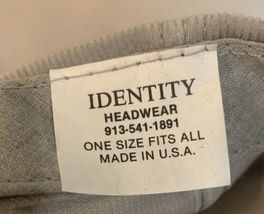 IDENTITY
HEADWEAR
913-541-1891
ONE SIZE FITS ALL
MADE IN U.S.A.